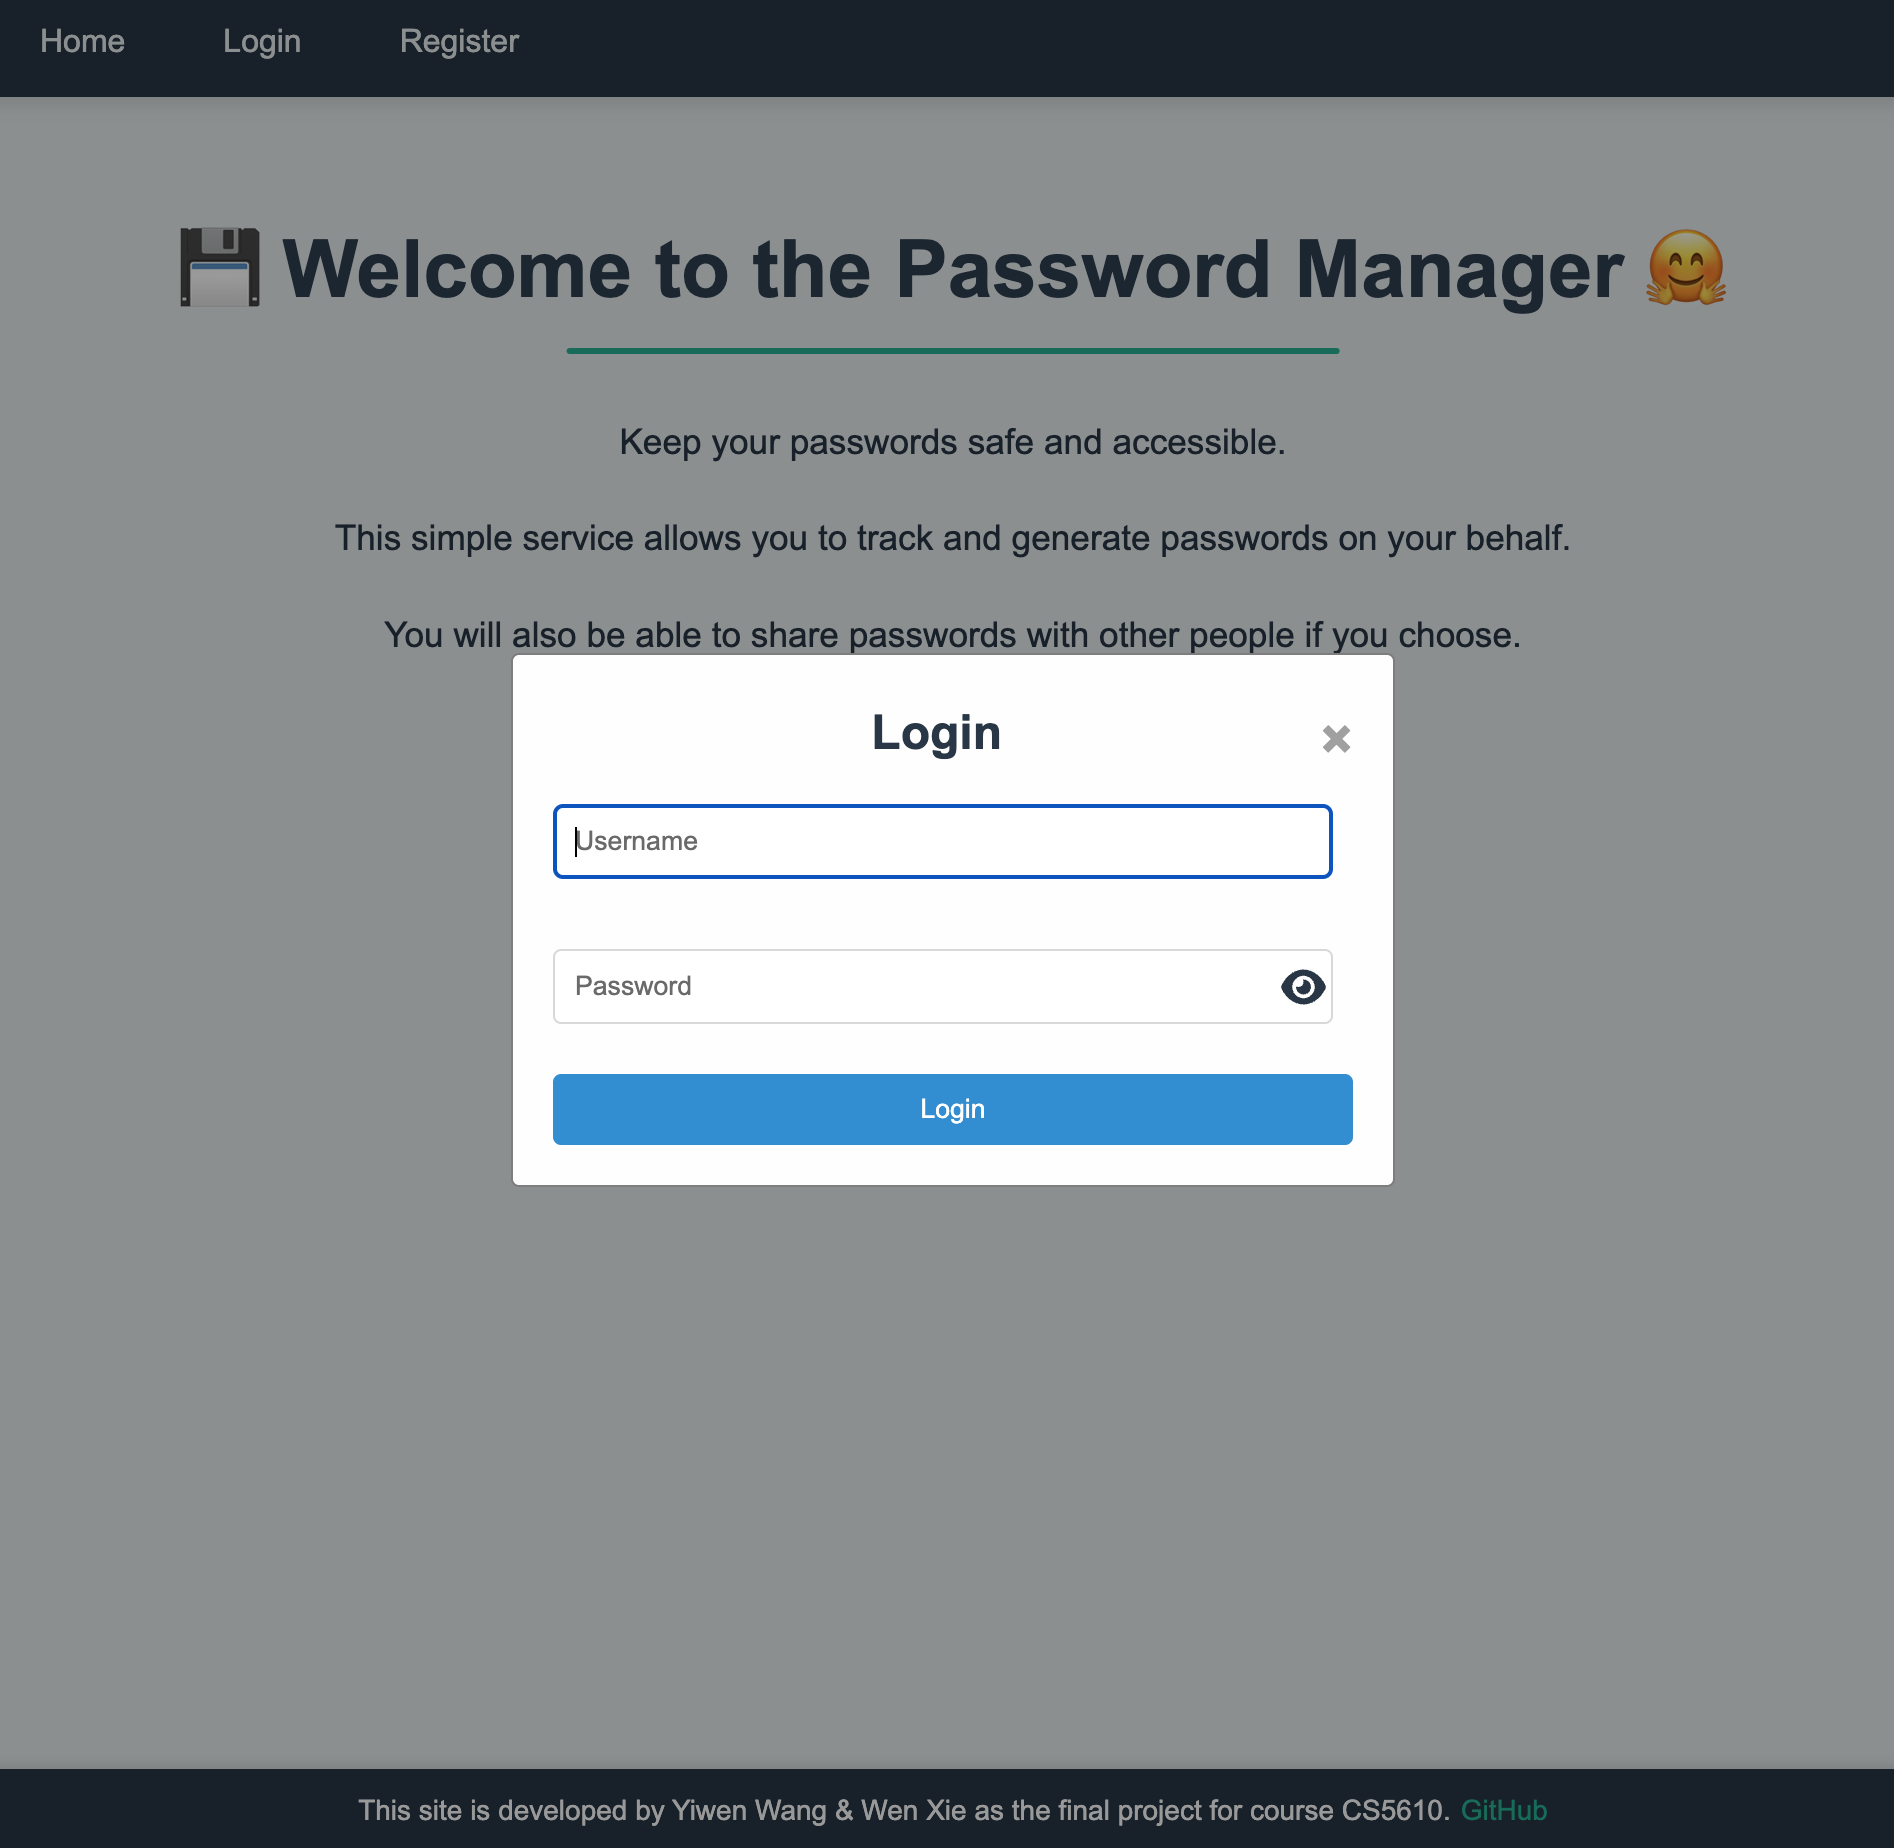 Home Login Register
💾 Welcome to the Password Manager 🤗
Keep your passwords safe and accessible.
This simple service allows you to track and generate passwords on your behalf.
You will also be able to share passwords with other people if you choose.
Login ×
Username
Password
Login
This site is developed by Yiwen Wang & Wen Xie as the final project for course CS5610. GitHub